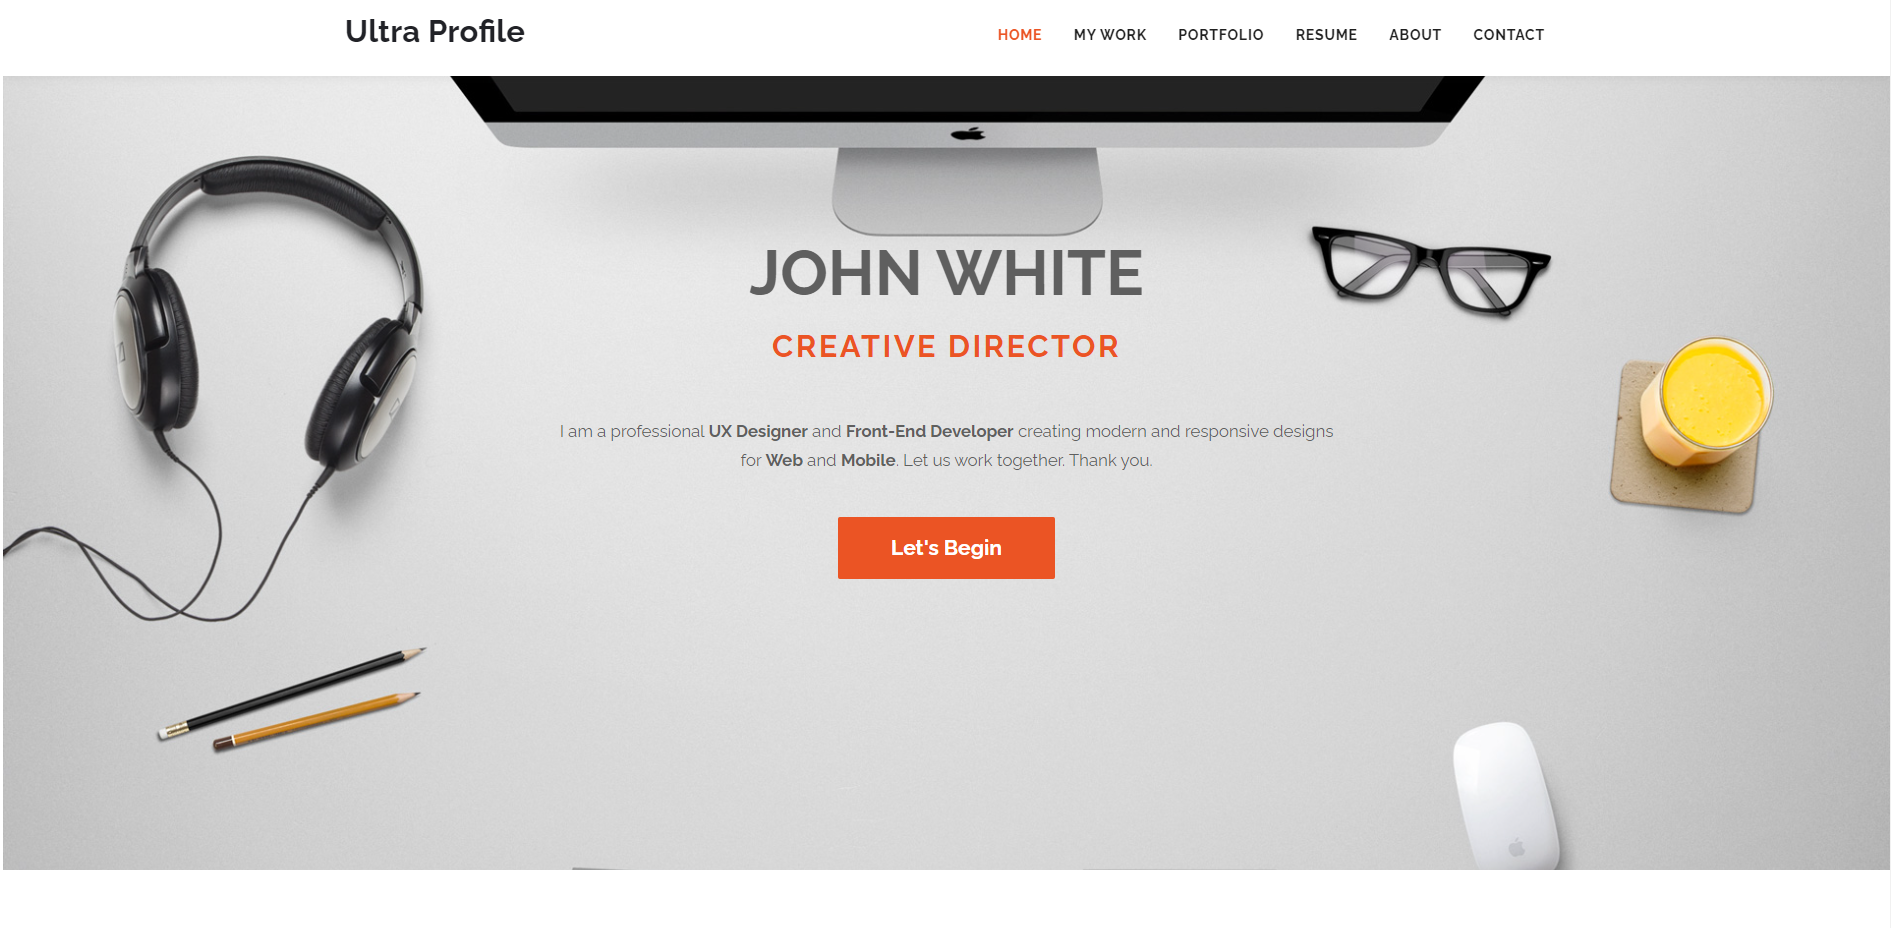 Ultra Profile
HOME MY WORK PORTFOLIO RESUME ABOUT CONTACT
JOHN WHITE
CREATIVE DIRECTOR
I am a professional UX Designer and Front-End Developer creating modern and responsive designs
for Web and Mobile. Let us work together. Thank you.
Let's Begin